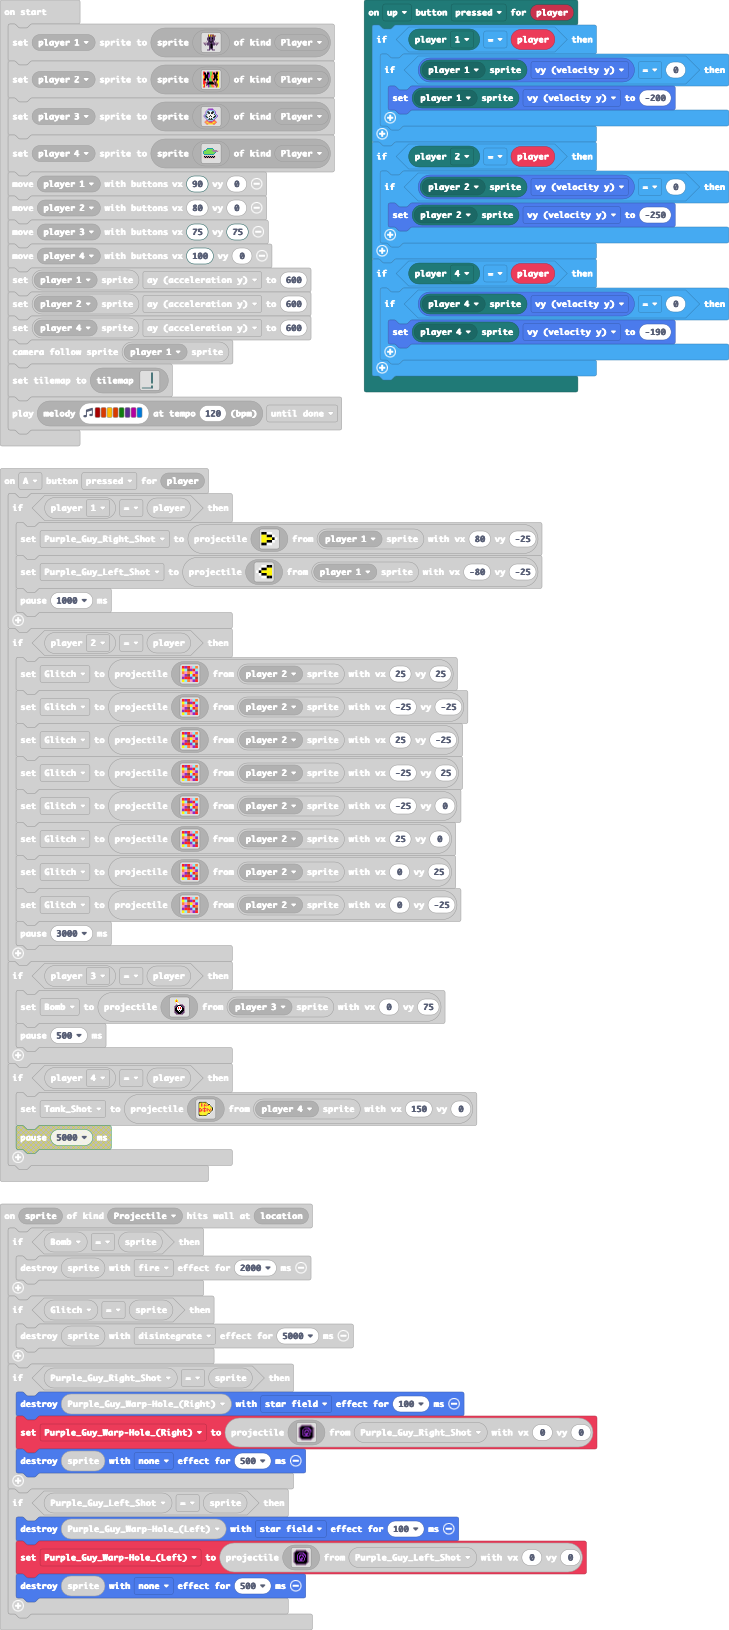 on start
set player 1 sprite to sprite of kind Player
set player 2 sprite to sprite of kind Player
set player 3 sprite to sprite of kind Player
set player 4 sprite to sprite of kind Player
move player 1 with buttons vx 90 vy 0
move player 2 with buttons vx 80 vy 0
move player 3 with buttons vx 75 vy 75
move player 4 with buttons vx 100 vy 0
set player 1 sprite ay (acceleration y) to 600
set player 2 sprite ay (acceleration y) to 600
set player 4 sprite ay (acceleration y) to 600
camera follow sprite player 1 sprite
set tilemap to tilemap
play melody at tempo 120 (bpm) until done
on up button pressed for player
if player 1 = player then
if player 1 sprite vy (velocity y) = 0 then
set player 1 sprite vy (velocity y) to -200
if player 2 = player then
if player 2 sprite vy (velocity y) = 0 then
set player 2 sprite vy (velocity y) to -250
if player 4 = player then
if player 4 sprite vy (velocity y) = 0 then
set player 4 sprite vy (velocity y) to -190
on A button pressed for player
if player 1 = player then
set Purple_Guy_Right_Shot to projectile from player 1 sprite with vx 80 vy -25
set Purple_Guy_Left_Shot to projectile from player 1 sprite with vx -80 vy -25
pause 1000 ms
if player 2 = player then
set Glitch to projectile from player 2 sprite with vx 25 vy 25
set Glitch to projectile from player 2 sprite with vx -25 vy -25
set Glitch to projectile from player 2 sprite with vx 25 vy -25
set Glitch to projectile from player 2 sprite with vx -25 vy 25
set Glitch to projectile from player 2 sprite with vx -25 vy 0
set Glitch to projectile from player 2 sprite with vx 25 vy 0
set Glitch to projectile from player 2 sprite with vx 0 vy 25
set Glitch to projectile from player 2 sprite with vx 0 vy -25
pause 3000 ms
if player 3 = player then
set Bomb to projectile from player 3 sprite with vx 0 vy 75
pause 500 ms
if player 4 = player then
set Tank_Shot to projectile from player 4 sprite with vx 150 vy 0
pause 5000 ms
on sprite of kind Projectile hits wall at location
if Bomb = sprite then
destroy sprite with fire effect for 2000 ms
if Glitch = sprite then
destroy sprite with disintegrate effect for 5000 ms
if Purple_Guy_Right_Shot = sprite then
destroy Purple_Guy_Warp-Hole_(Right) with star field effect for 100 ms
set Purple_Guy_Warp-Hole_(Right) to projectile from Purple_Guy_Right_Shot with vx 0 vy 0
destroy sprite with none effect for 500 ms
if Purple_Guy_Left_Shot = sprite then
destroy Purple_Guy_Warp-Hole_(Left) with star field effect for 100 ms
set Purple_Guy_Warp-Hole_(Left) to projectile from Purple_Guy_Left_Shot with vx 0 vy 0
destroy sprite with none effect for 500 ms